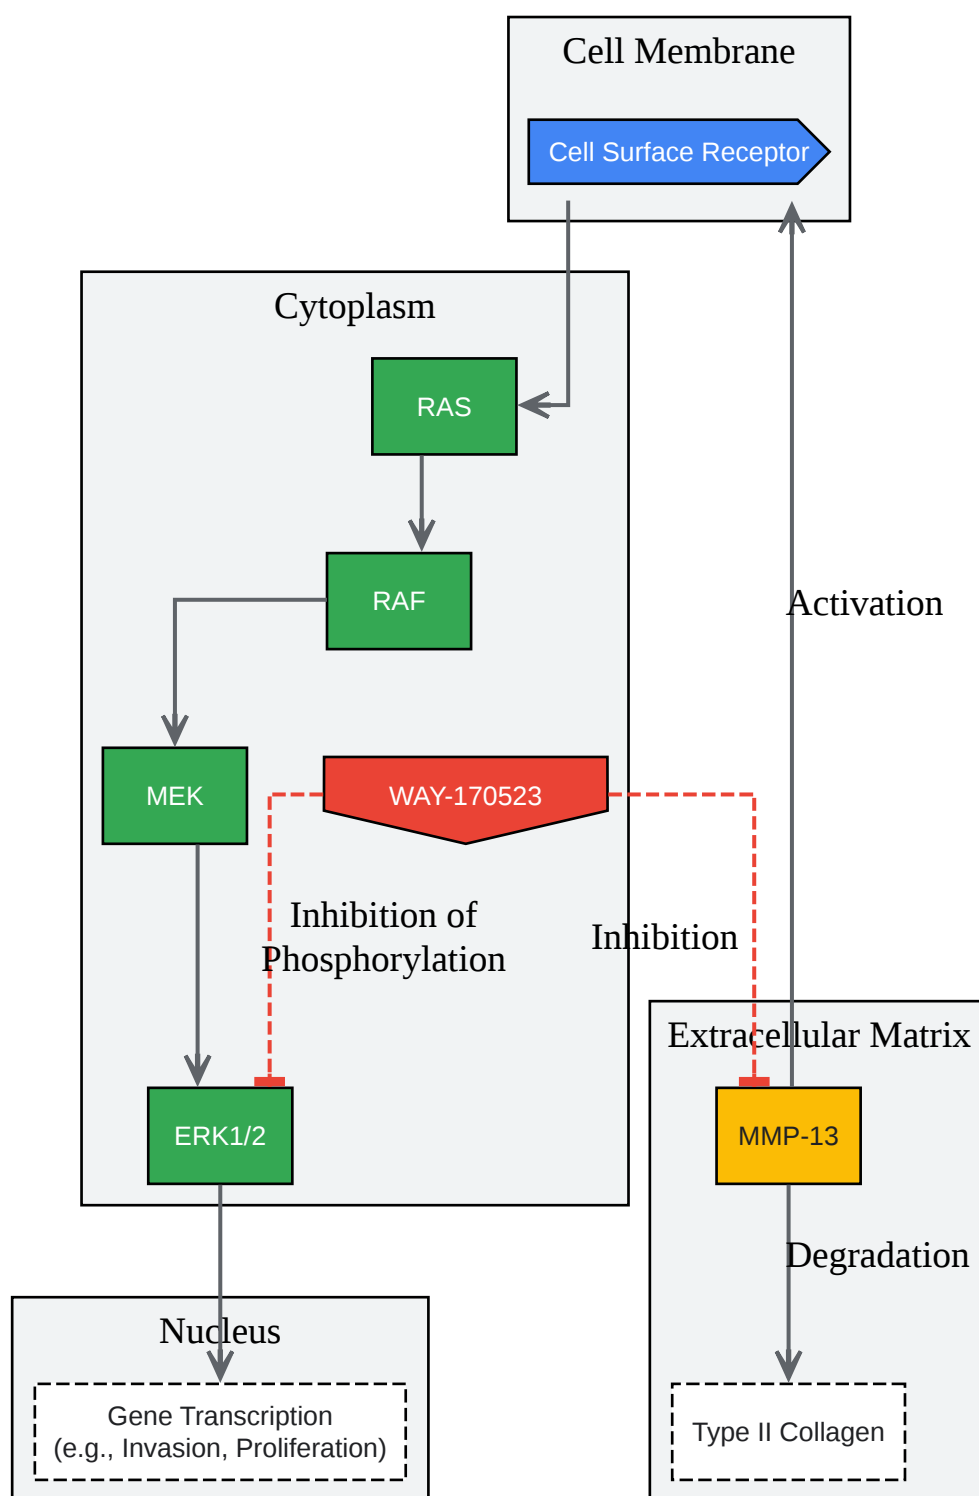 Cell Membrane
Cell Surface Receptor
Cytoplasm
RAS
RAF
Activation
MEK
WAY-170523
Inhibition of
Phosphorylation
Inhibition
Extracellular Matrix
ERK1/2
MMP-13
Degradation
Nucleus
Gene Transcription
(e.g., Invasion, Proliferation)
Type II Collagen